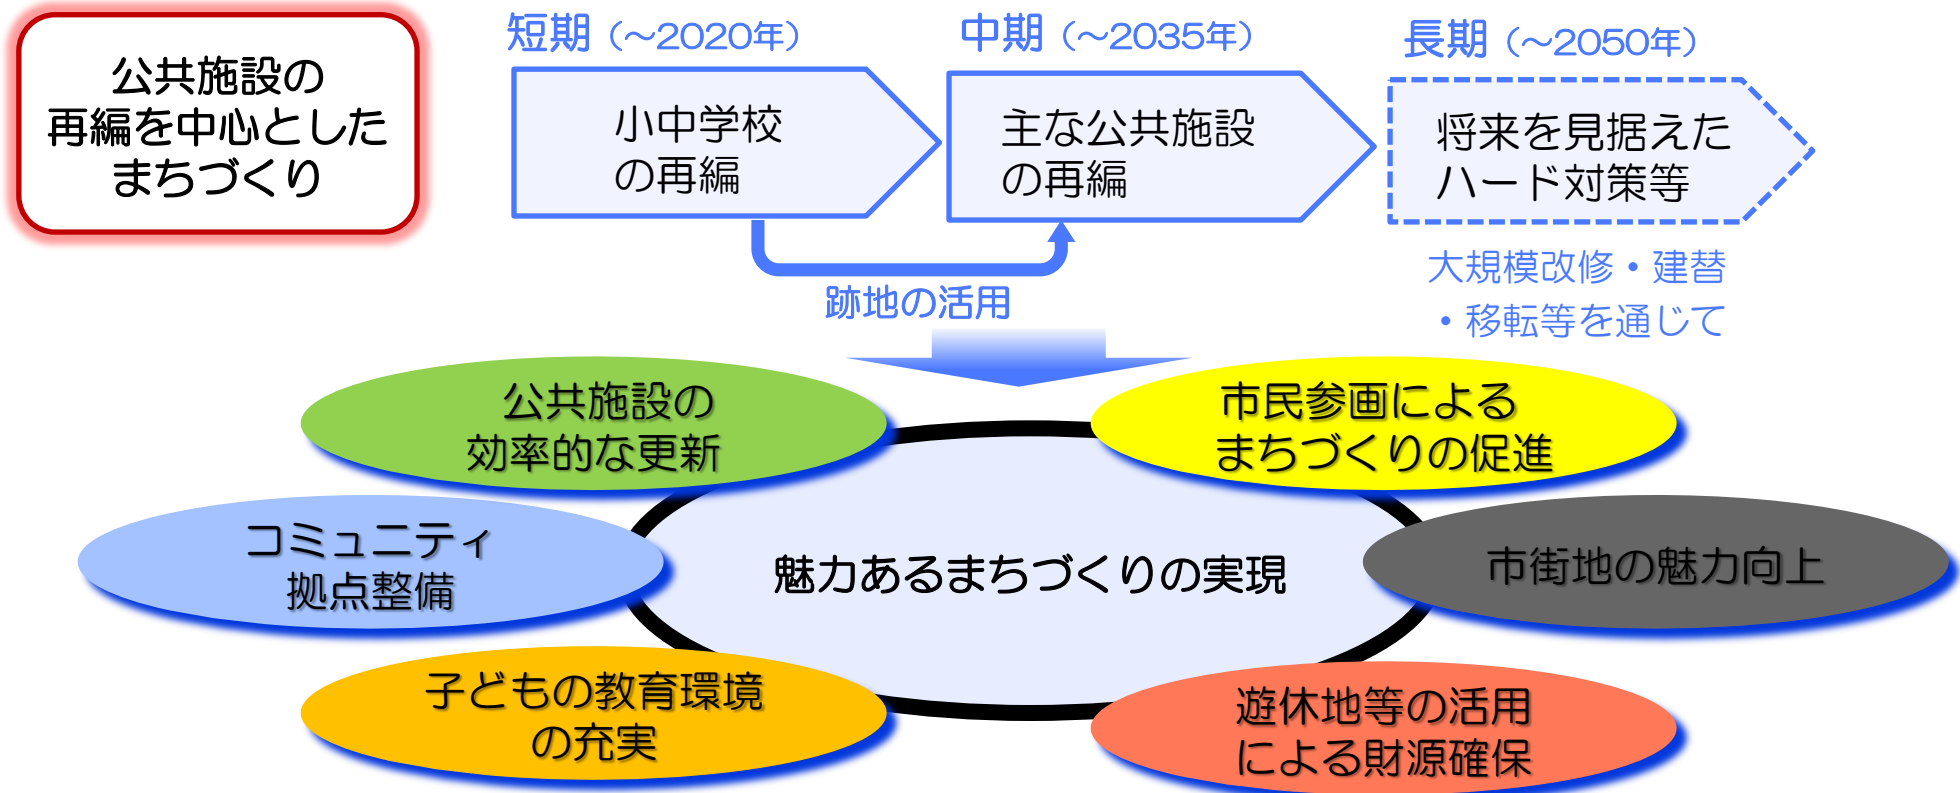 公共施設の
再編を中心とした
まちづくり
短期（～2020年）
小中学校
の再編
中期（～2035年）
主な公共施設
の再編
長期（～2050年）
将来を見据えた
ハード対策等
大規模改修・建替
・移転等を通じて
跡地の活用
公共施設の
効率的な更新
市民参画による
まちづくりの促進
コミュニティ
拠点整備
魅力あるまちづくりの実現
市街地の魅力向上
子どもの教育環境
の充実
遊休地等の活用
による財源確保